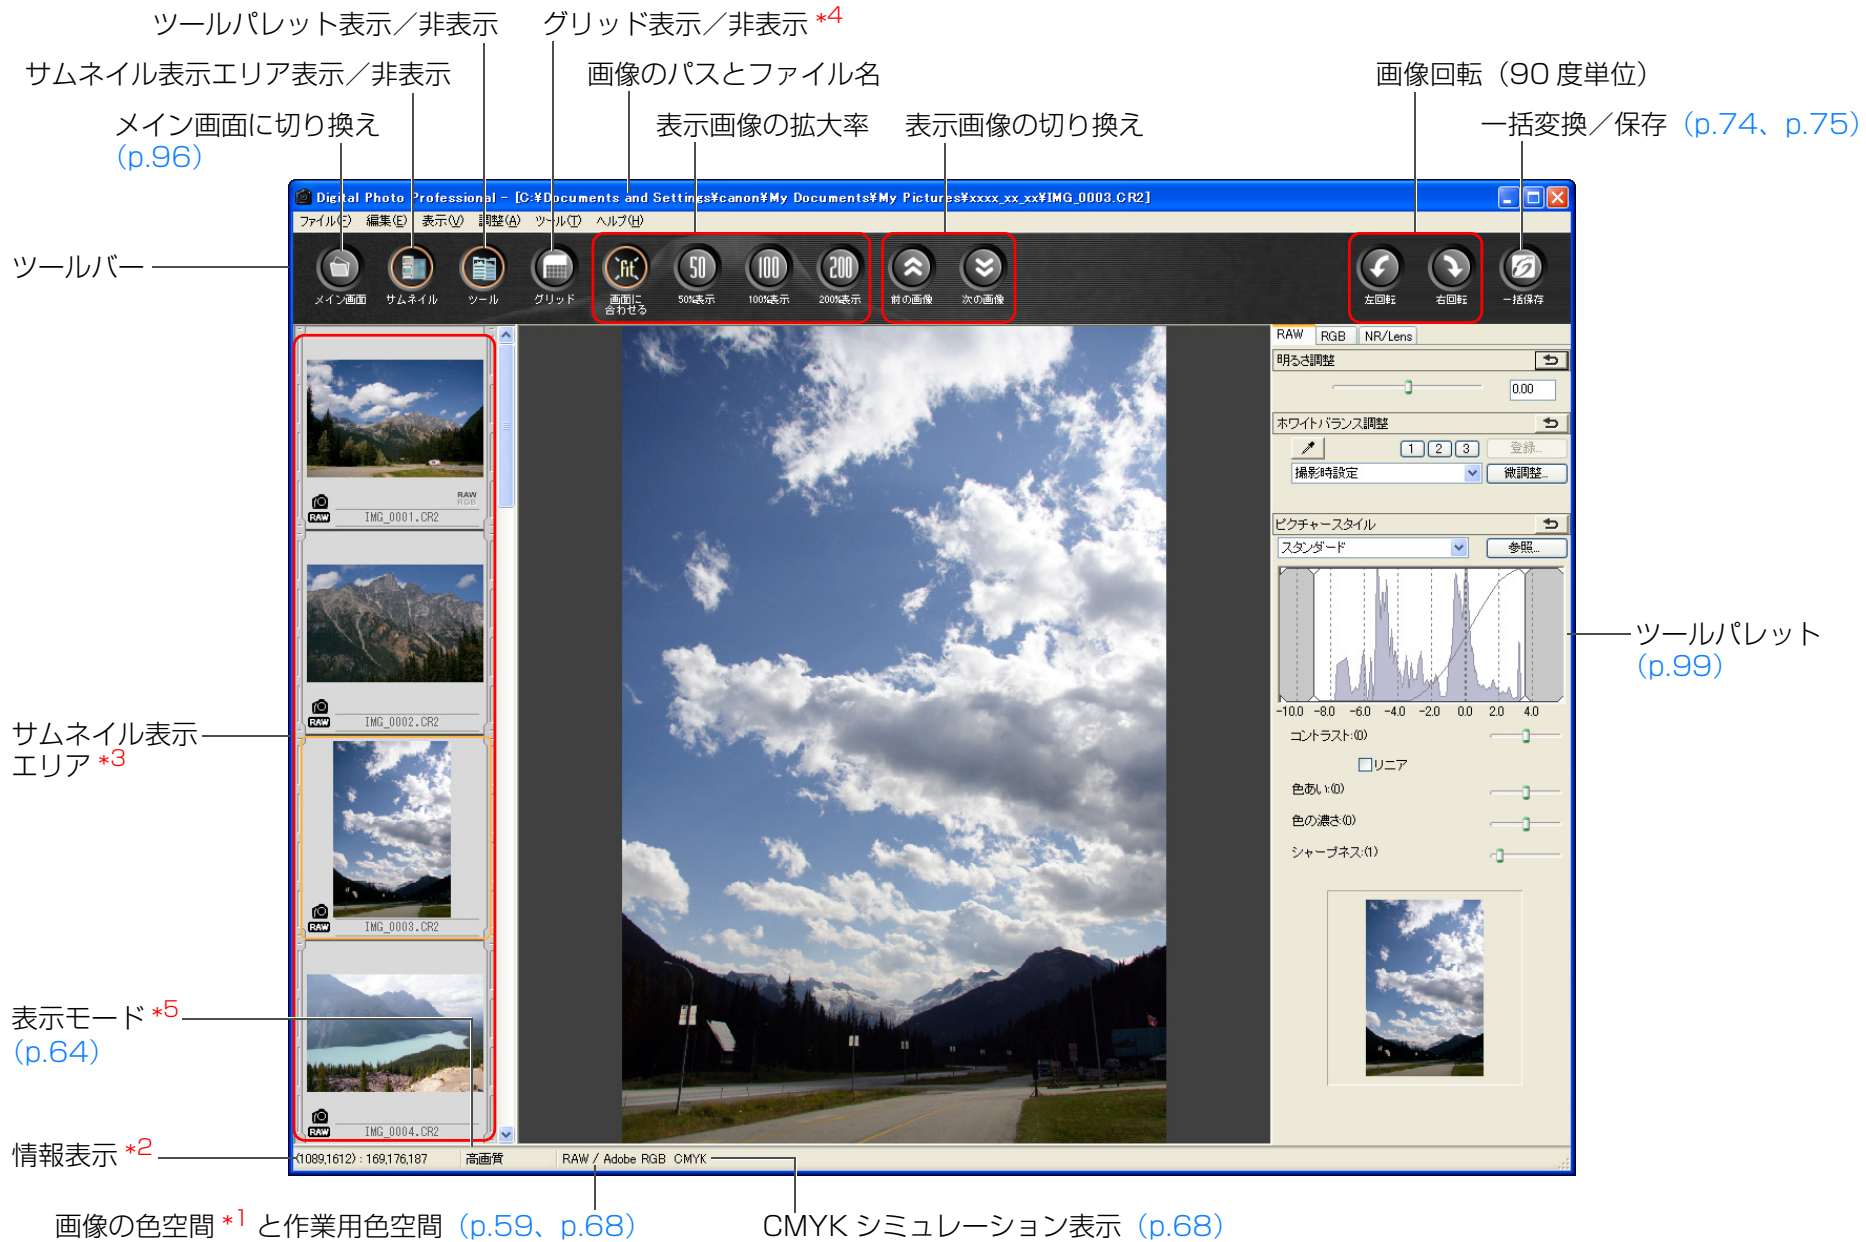 ツールパレット表示／非表示
グリッド表示／非表示 *4
サムネイル表示エリア表示／非表示
画像のパスとファイル名
画像回転（90 度単位）
メイン画面に切り換え
（p.96）
表示画像の拡大率
表示画像の切り換え
一括変換／保存（p.74、p.75）
Digital Photo Professional - [C:¥Documents and Settings¥canon¥My Documents¥My Pictures¥xxxx_xx_xx¥IMG_0003.CR2]
ファイル(F) 編集(E) 表示(V) 調整(A) ツール(T) ヘルプ(H)
ツールバー
fit 50 100 200
メイン画面 サムネイル ツール グリッド 画面に合わせる 50%表示 100%表示 200%表示 前の画像 次の画像 左回転 右回転 一括保存
RAW RGB NR/Lens
明るさ調整
0.00
ホワイトバランス調整
1 2 3 登録...
撮影時設定 微調整...
ピクチャースタイル
スタンダード 参照...
-10.0 -8.0 -6.0 -4.0 -2.0 0.0 2.0 4.0
コントラスト:(0)
リニア
色あい:(0)
色の濃さ:(0)
シャープネス:(1)
ツールパレット
（p.99）
RAW
RGB
RAW IMG_0001.CR2
RAW IMG_0002.CR2
サムネイル表示
エリア *3
RAW IMG_0003.CR2
表示モード *5
（p.64）
RAW IMG_0004.CR2
情報表示 *2
(1089,1612) : 169,176,187 高画質 RAW / Adobe RGB CMYK
画像の色空間 *1 と作業用色空間（p.59、p.68）
CMYK シミュレーション表示（p.68）